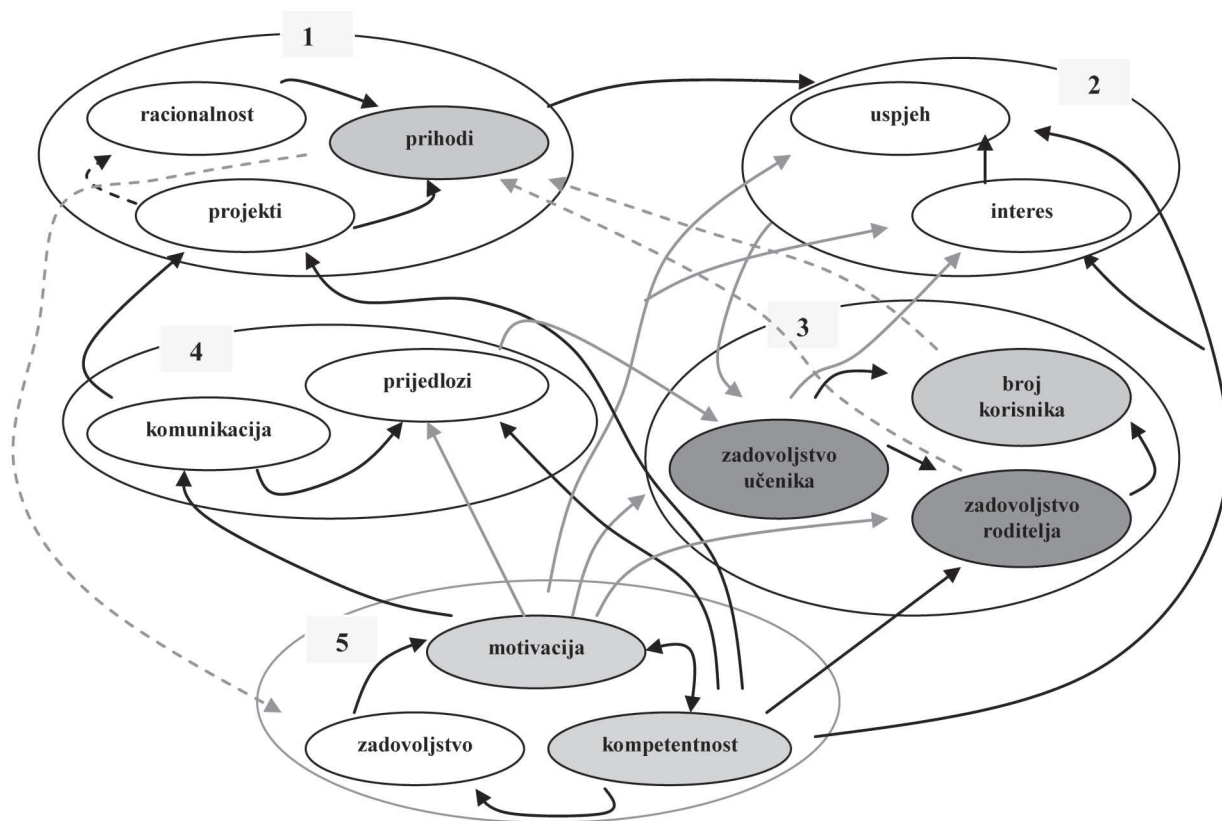 1
racionalnost
prihodi
projekti
2
uspjeh
interes
3
broj
korisnika
zadovoljstvo
učenika
zadovoljstvo
roditelja
4
prijedlozi
komunikacija
5
motivacija
zadovoljstvo
kompetentnost